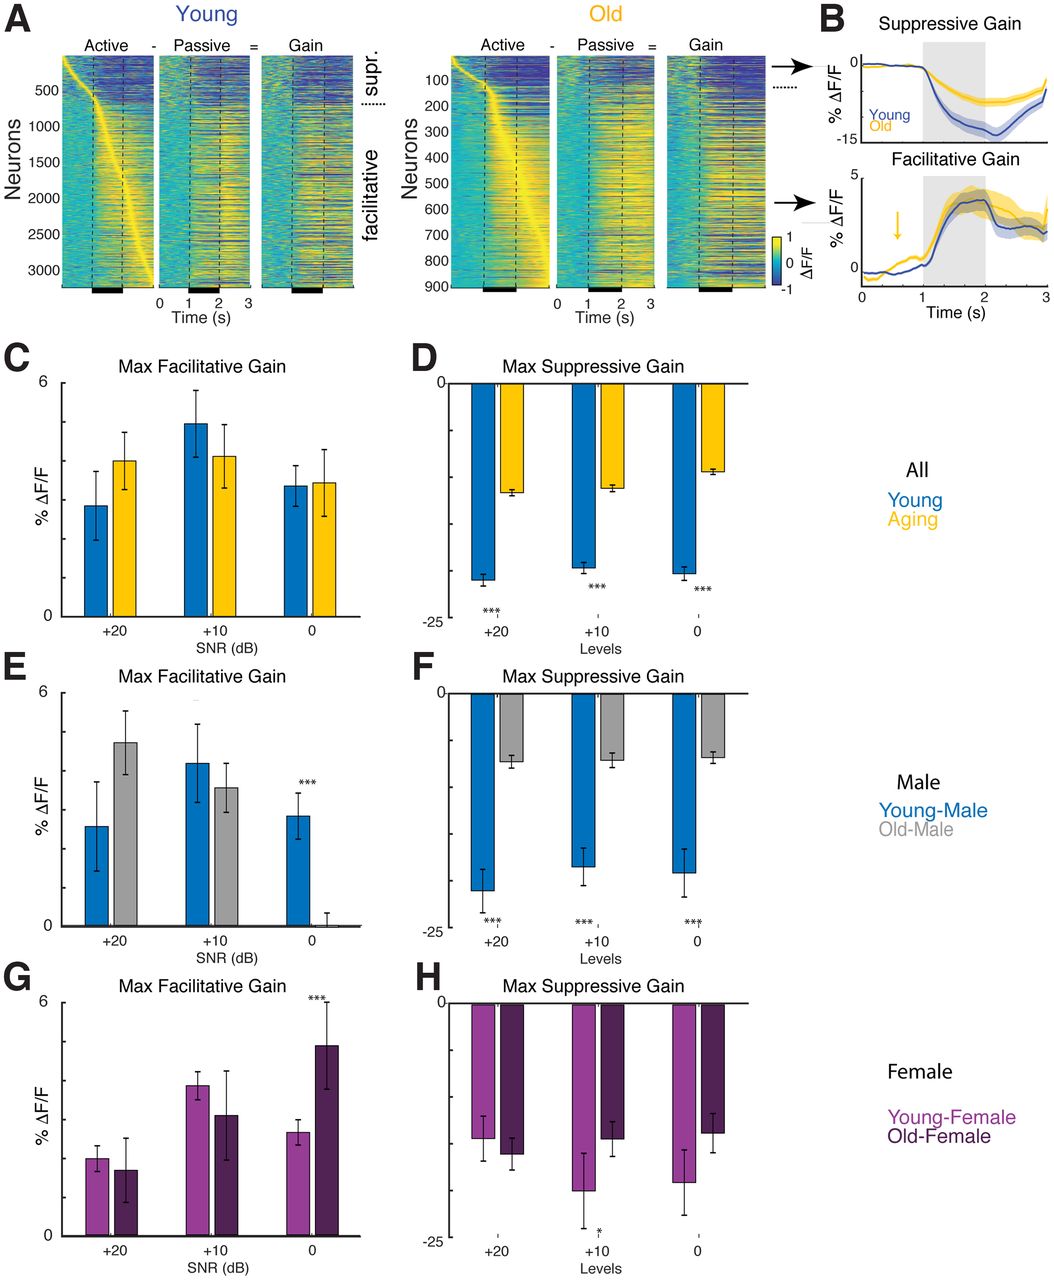 A
Young
Old
B
Active - Passive = Gain
Active - Passive = Gain
Suppressive Gain
Neurons
500
1000
1500
2000
2500
3000
supr.
facilitative
0 1 2 3
Time (s)
Neurons
100
200
300
400
500
600
700
800
900
0 1 2 3
Time (s)
1
0
-1
ΔF/F
0
-15
% ΔF/F
Young
Old
Facilitative Gain
5
0
% ΔF/F
0 1 2 3
Time (s)
C
Max Facilitative Gain
6
0
% ΔF/F
+20 +10 0
SNR (dB)
D
Max Suppressive Gain
0
-25
*** *** ***
+20 +10 0
Levels
All
Young
Aging
E
Max Facilitative Gain
6
0
% ΔF/F
***
+20 +10 0
SNR (dB)
F
Max Suppressive Gain
0
-25
*** *** ***
+20 +10 0
Levels
Male
Young-Male
Old-Male
G
Max Facilitative Gain
6
0
% ΔF/F
***
+20 +10 0
SNR (dB)
H
Max Suppressive Gain
0
-25
*
+20 +10 0
Levels
Female
Young-Female
Old-Female